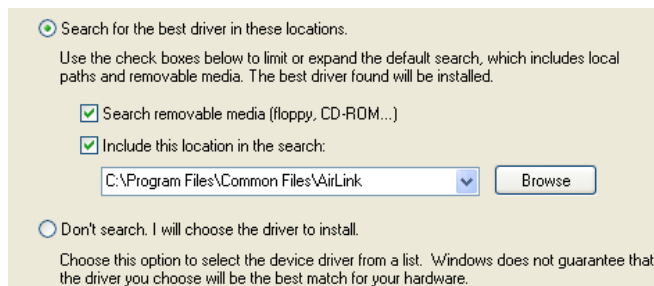 Search for the best driver in these locations.
Use the check boxes below to limit or expand the default search, which includes local
paths and removable media. The best driver found will be installed.
Search removable media (floppy, CD-ROM...)
Include this location in the search:
C:\Program Files\Common Files\AirLink
Browse
Don't search. I will choose the driver to install.
Choose this option to select the device driver from a list. Windows does not guarantee that
the driver you choose will be the best match for your hardware.